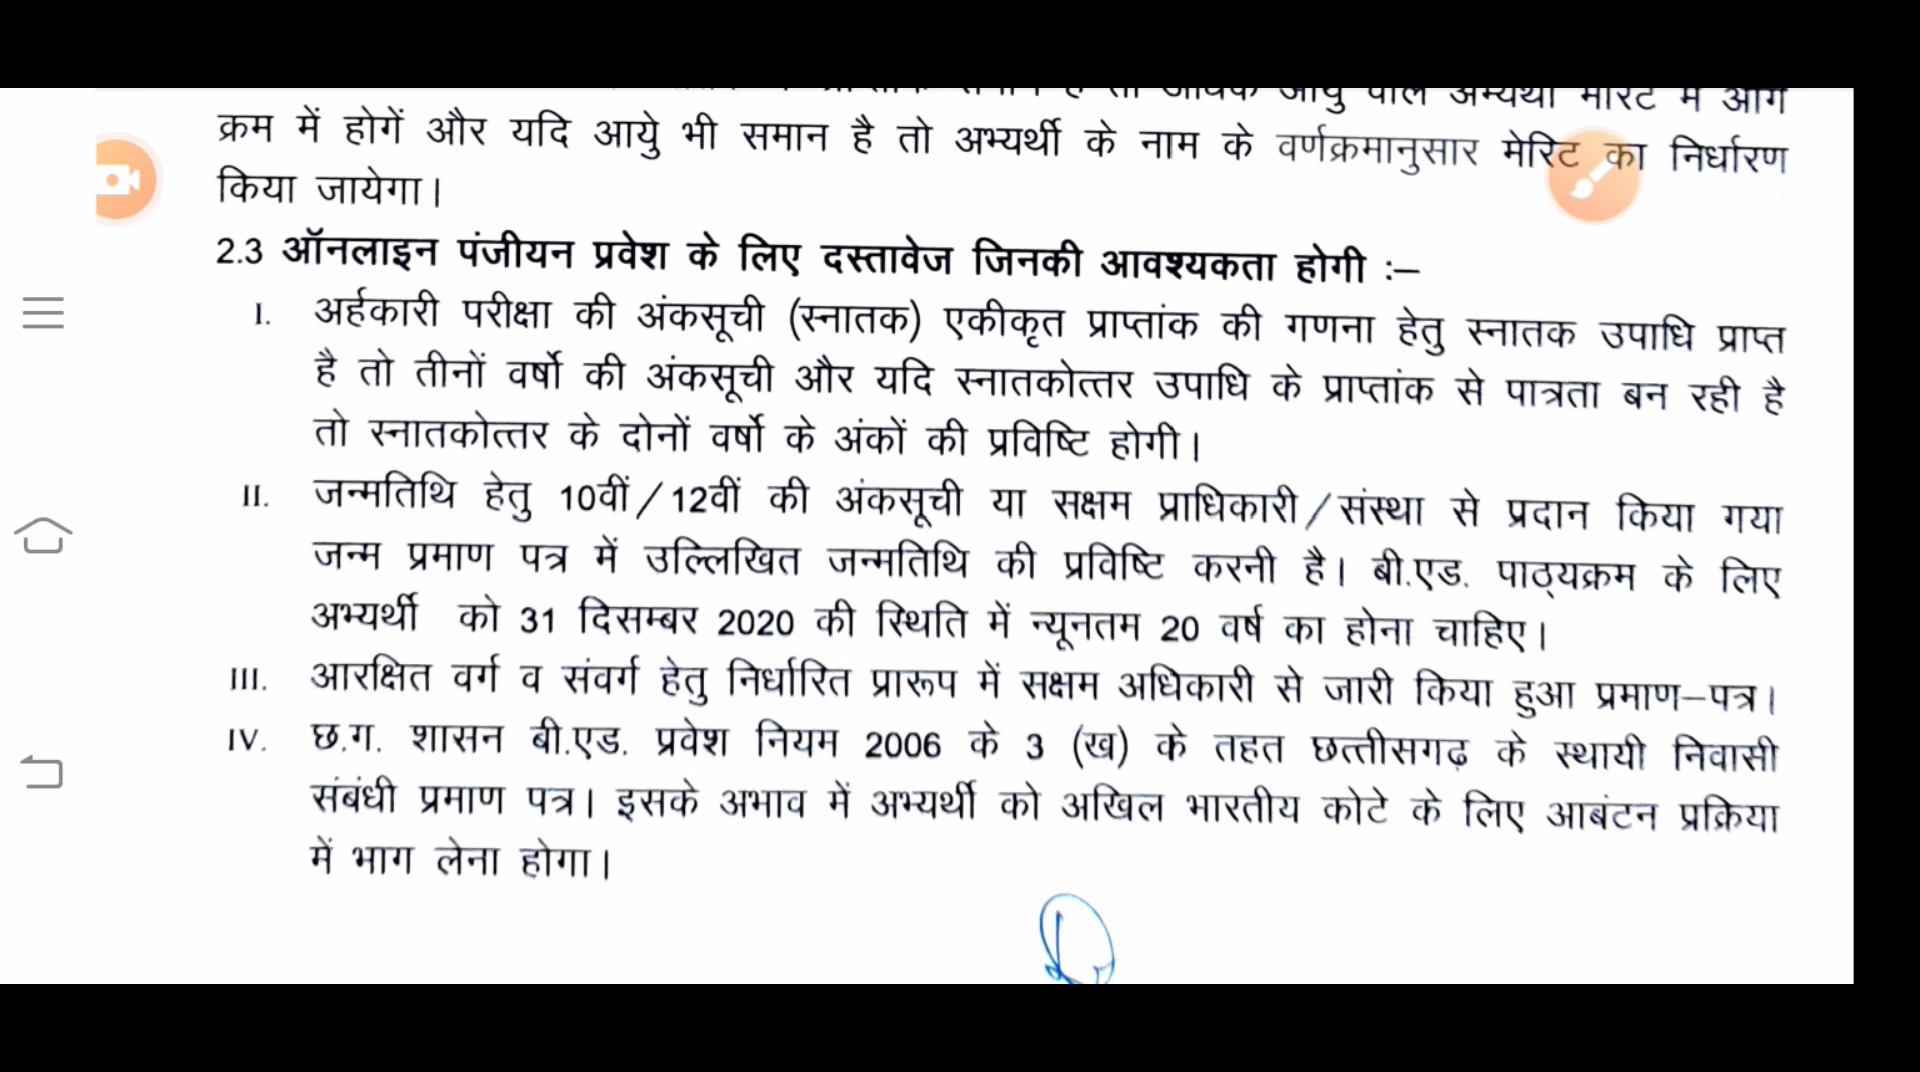 अधिक आयु वाले अभ्यर्थी मेरिट में आगे
क्रम में होगें और यदि आयु भी समान है तो अभ्यर्थी के नाम के वर्णक्रमानुसार मेरिट का निर्धारण
किया जायेगा।
2.3 ऑनलाइन पंजीयन प्रवेश के लिए दस्तावेज जिनकी आवश्यकता होगी :–
I. अर्हकारी परीक्षा की अंकसूची (स्नातक) एकीकृत प्राप्तांक की गणना हेतु स्नातक उपाधि प्राप्त
है तो तीनों वर्षो की अंकसूची और यदि स्नातकोत्तर उपाधि के प्राप्तांक से पात्रता बन रही है
तो स्नातकोत्तर के दोनों वर्षो के अंकों की प्रविष्टि होगी।
II. जन्मतिथि हेतु 10वीं/12वीं की अंकसूची या सक्षम प्राधिकारी/संस्था से प्रदान किया गया
जन्म प्रमाण पत्र में उल्लिखित जन्मतिथि की प्रविष्टि करनी है। बी.एड. पाठ्यक्रम के लिए
अभ्यर्थी को 31 दिसम्बर 2020 की स्थिति में न्यूनतम 20 वर्ष का होना चाहिए।
III. आरक्षित वर्ग व संवर्ग हेतु निर्धारित प्रारूप में सक्षम अधिकारी से जारी किया हुआ प्रमाण–पत्र।
IV. छ.ग. शासन बी.एड. प्रवेश नियम 2006 के 3 (ख) के तहत छत्तीसगढ़ के स्थायी निवासी
संबंधी प्रमाण पत्र। इसके अभाव में अभ्यर्थी को अखिल भारतीय कोटे के लिए आबंटन प्रक्रिया
में भाग लेना होगा।